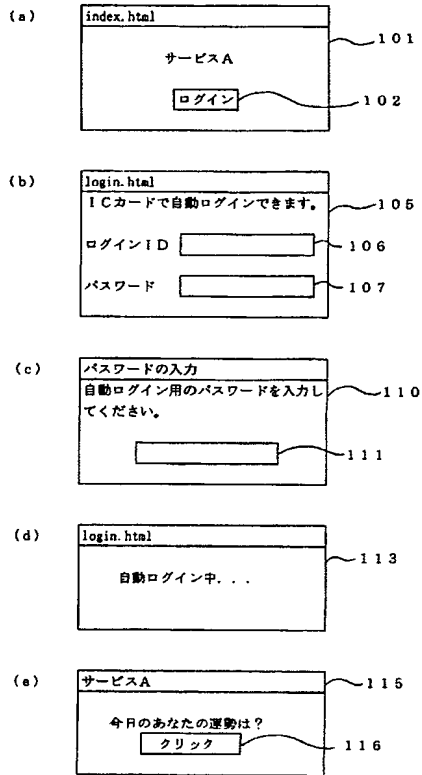 (a)
index.html
サービスA
101
ログイン
102
(b)
login.html
ICカードで自動ログインできます。
105
ログインID
106
パスワード
107
(c)
パスワードの入力
自動ログイン用のパスワードを入力し
てください。
110
111
(d)
login.html
113
自動ログイン中...
(e)
サービスA
115
今日のあなたの運勢は?
クリック
116